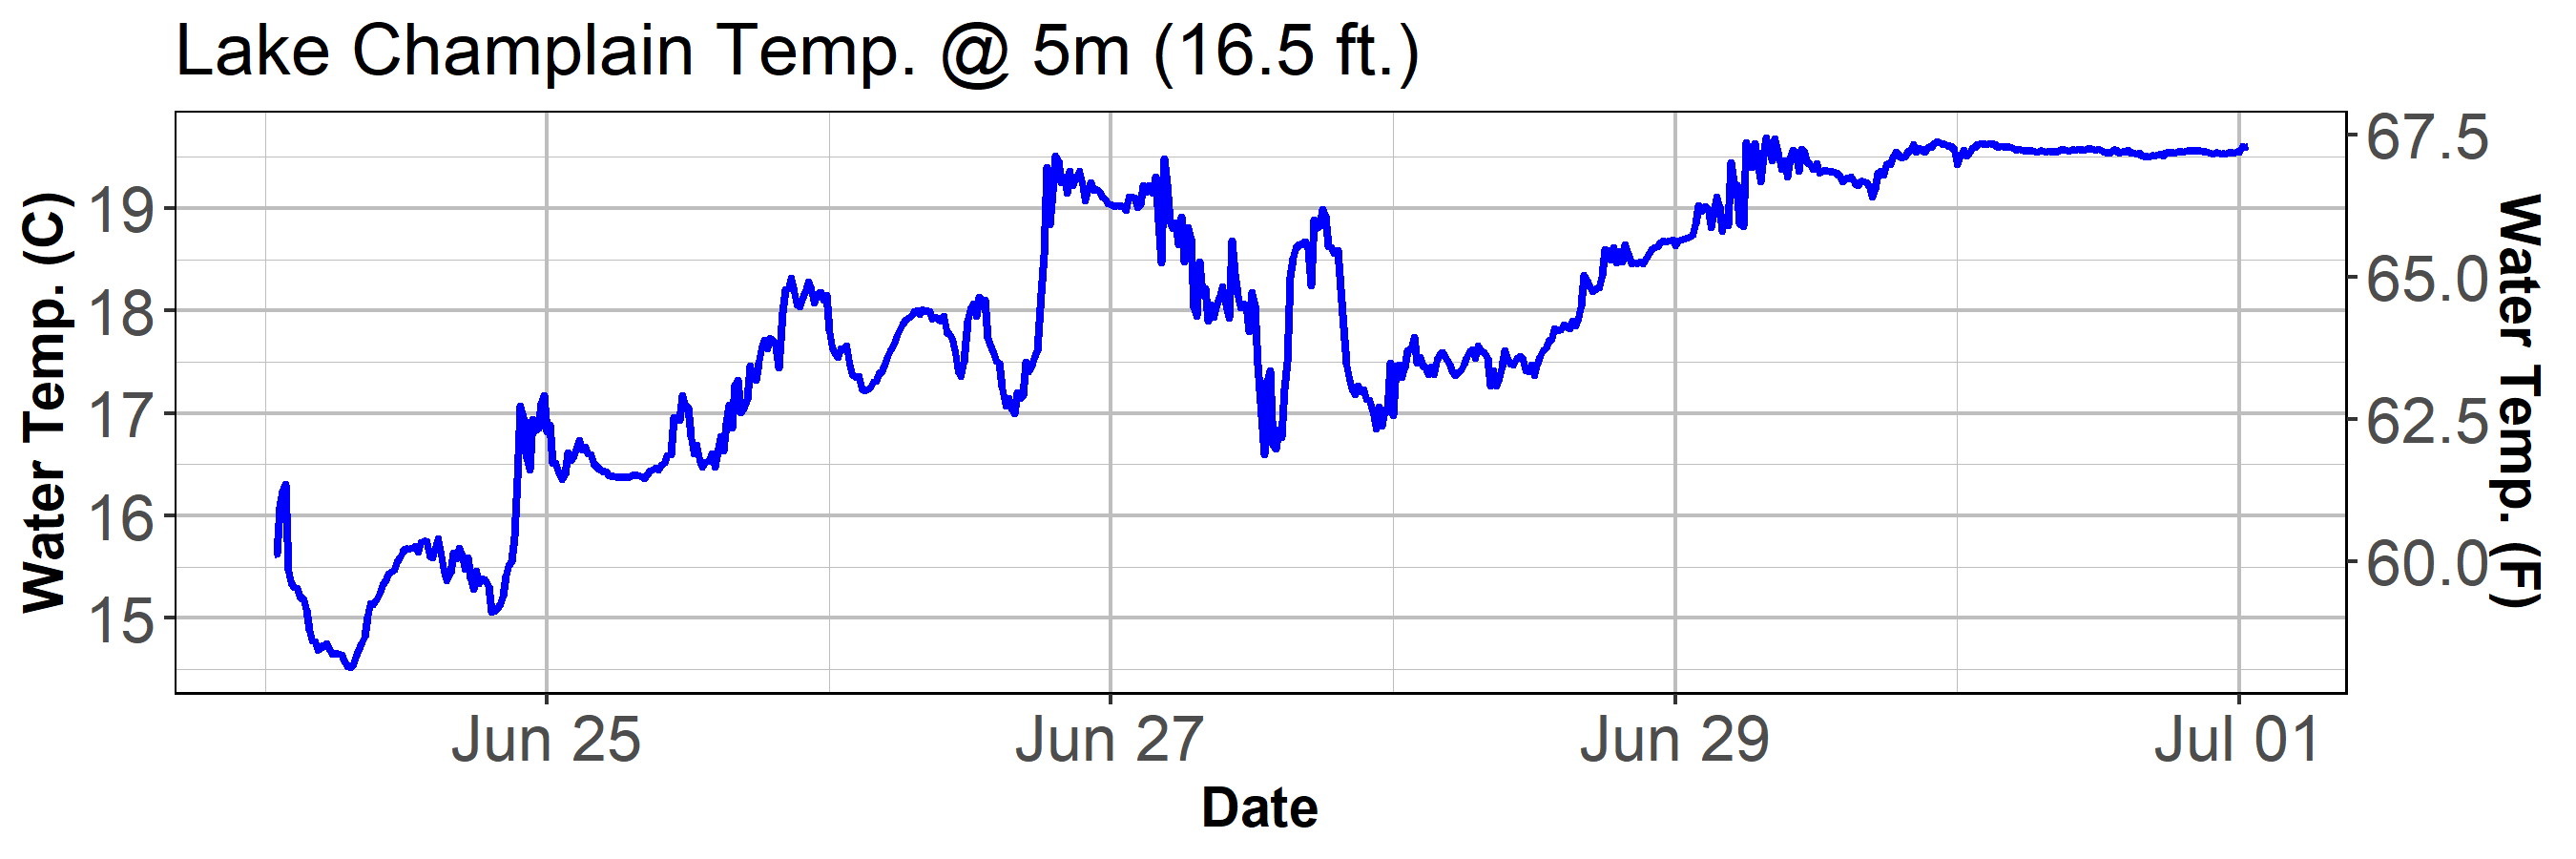 Lake Champlain Temp. @ 5m (16.5 ft.)
Water Temp. (C)
19
18
17
16
15
67.5
65.0
62.5
60.0
Water Temp. (F)
Jun 25 Jun 27 Jun 29 Jul 01
Date